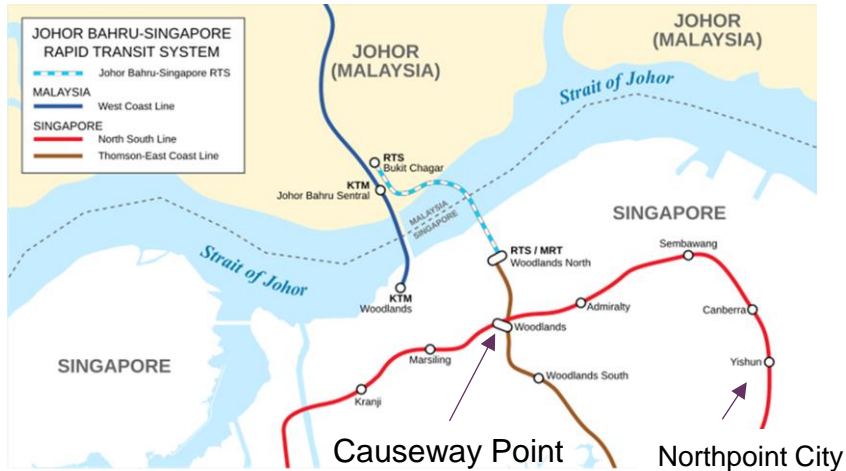 JOHOR BAHRU-SINGAPORE
RAPID TRANSIT SYSTEM
Johor Bahru-Singapore RTS
MALAYSIA
West Coast Line
SINGAPORE
North South Line
Thomson-East Coast Line
JOHOR
(MALAYSIA)
JOHOR
(MALAYSIA)
Strait of Johor
RTS
Bukit Chagar
KTM
Johor Bahru Sentral
MALAYSIA
SINGAPORE
SINGAPORE
Strait of Johor
RTS / MRT
Woodlands North
Sembawang
KTM
Woodlands
Admiralty
Canberra
Woodlands
Marsiling
Yishun
SINGAPORE
Woodlands South
Kranji
Causeway Point
Northpoint City